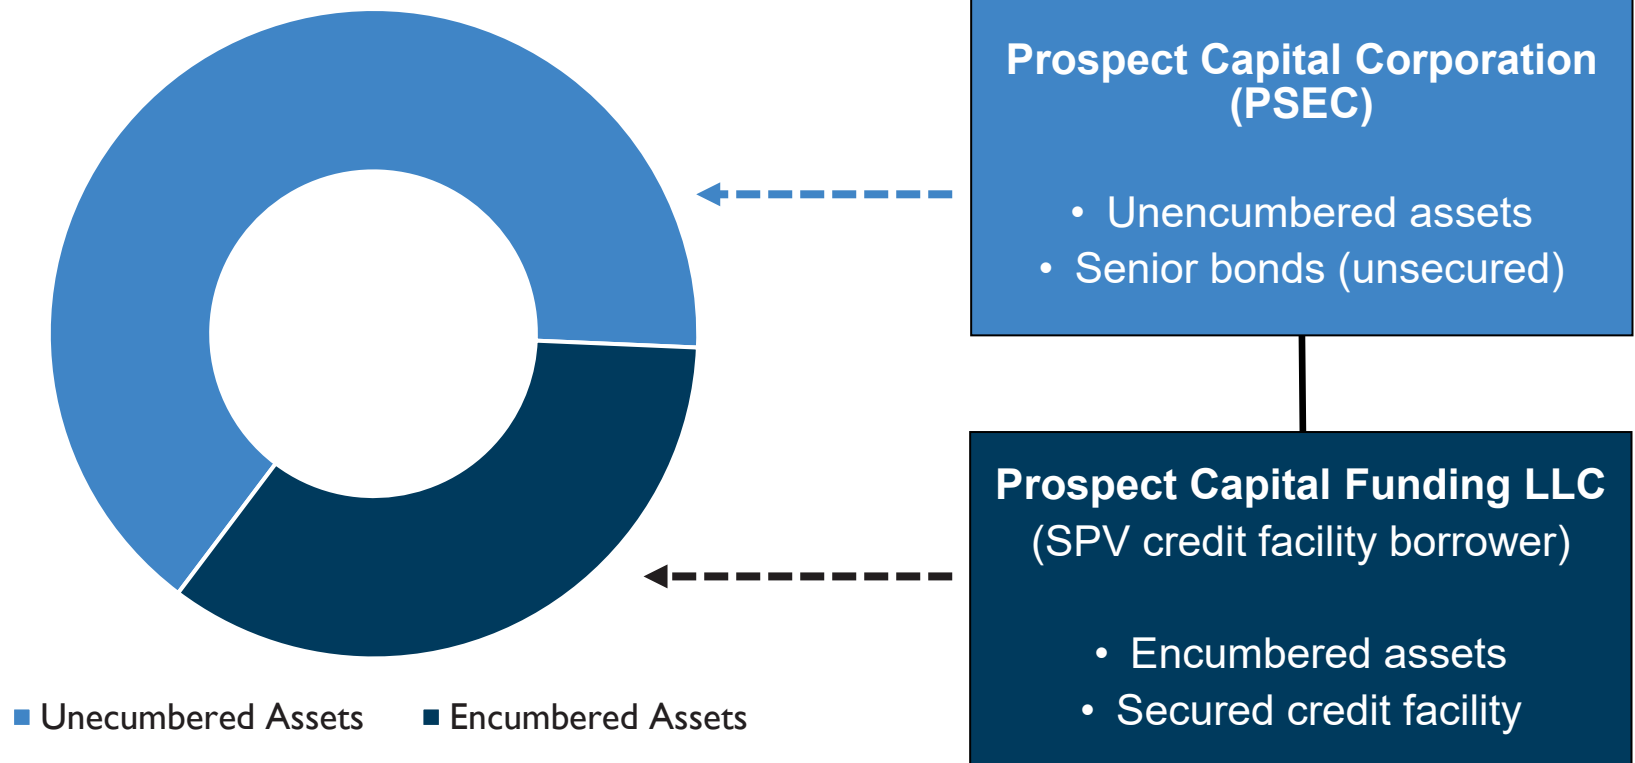 Prospect Capital Corporation
(PSEC)
• Unencumbered assets
• Senior bonds (unsecured)
Prospect Capital Funding LLC
(SPV credit facility borrower)
• Encumbered assets
• Secured credit facility
Unecumbered Assets
Encumbered Assets